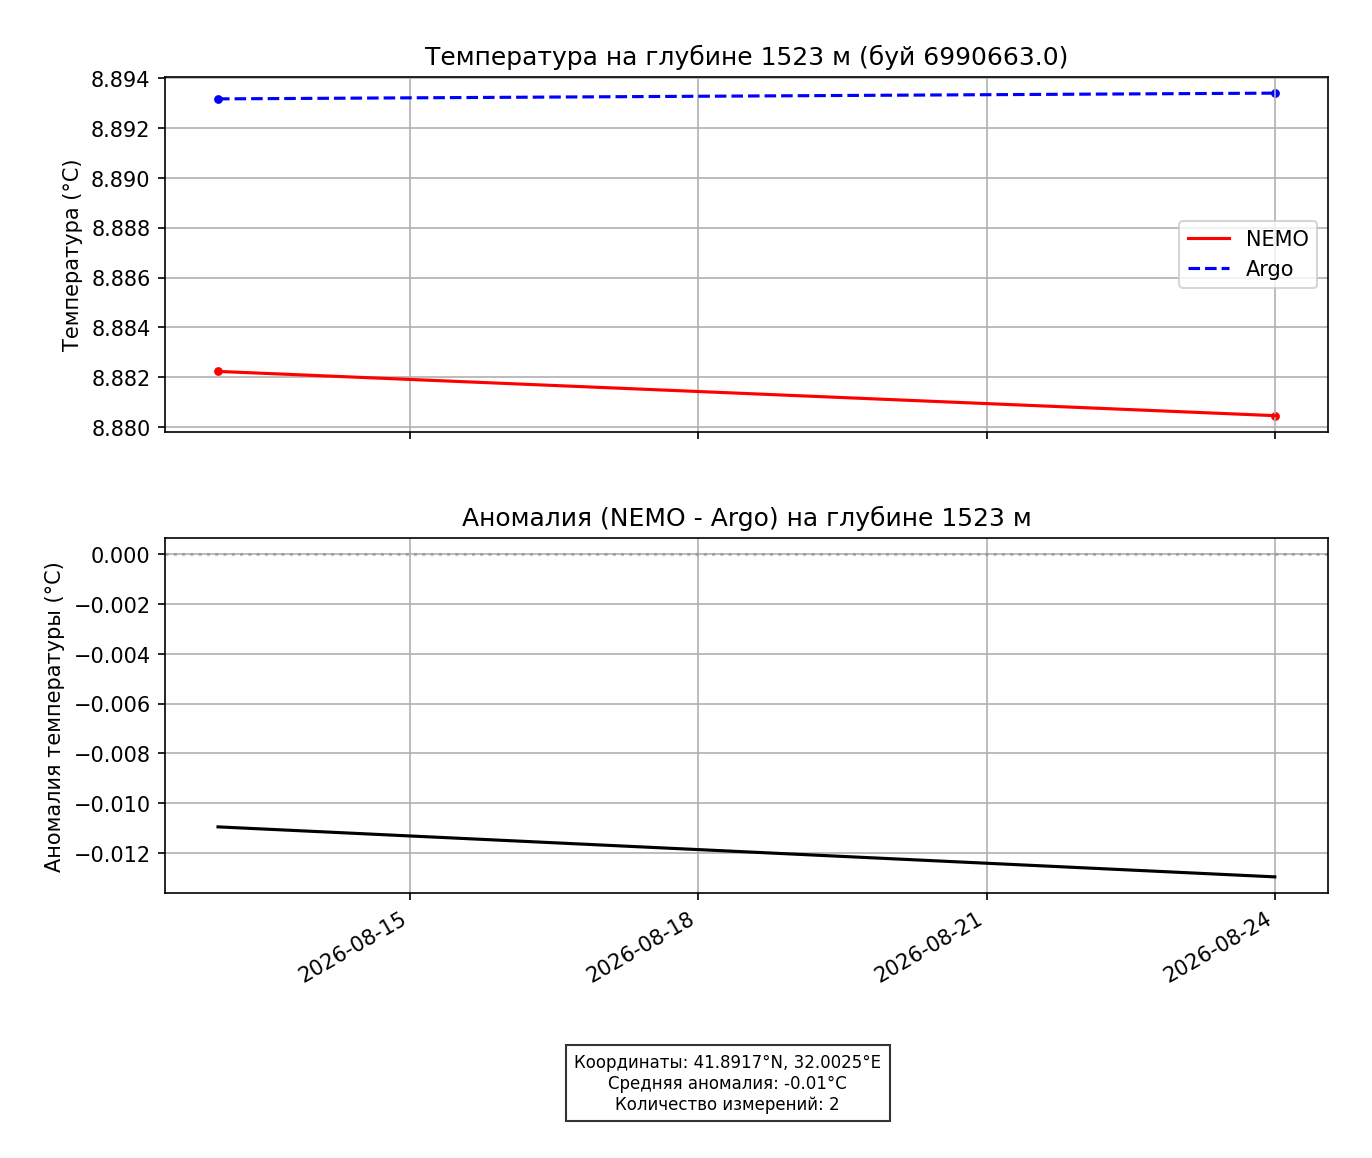 Температура на глубине 1523 м (буй 6990663.0)
8.894
8.892
8.890
8.888
8.886
8.884
8.882
8.880
Температура (°C)
NEMO
Argo
Аномалия (NEMO - Argo) на глубине 1523 м
0.000
−0.002
−0.004
−0.006
−0.008
−0.010
−0.012
Аномалия температуры (°C)
2026-08-15
2026-08-18
2026-08-21
2026-08-24
Координаты: 41.8917°N, 32.0025°E
Средняя аномалия: -0.01°C
Количество измерений: 2